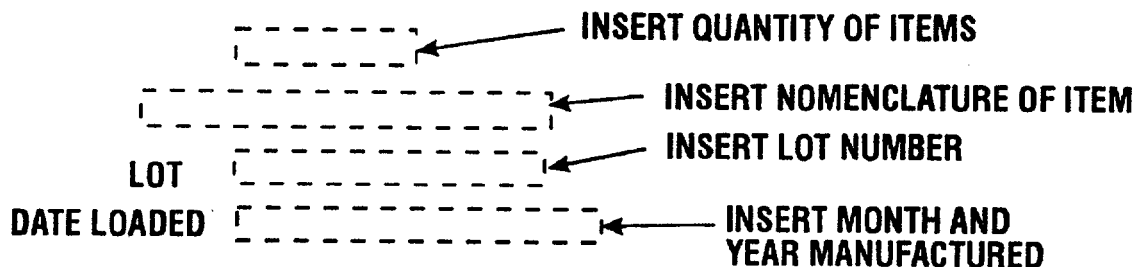 INSERT QUANTITY OF ITEMS
INSERT NOMENCLATURE OF ITEM
LOT
INSERT LOT NUMBER
DATE LOADED
INSERT MONTH AND
YEAR MANUFACTURED